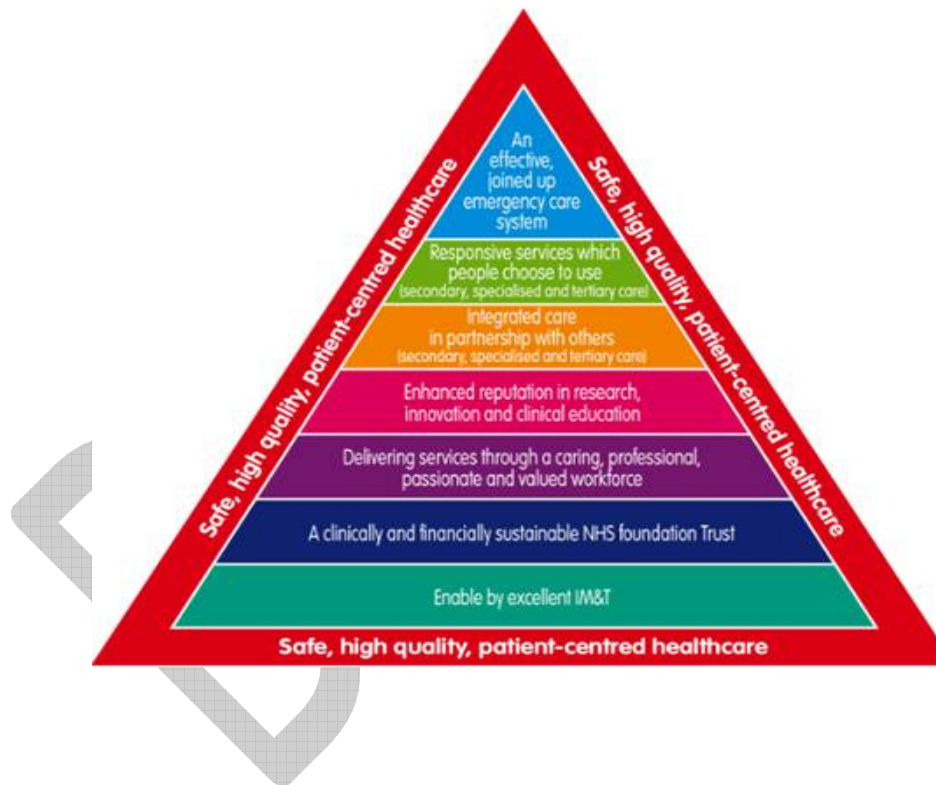 An
effective,
joined up
emergency care
system
Responsive services which
people choose to use
(secondary, specialised and tertiary care)
Integrated care
in partnership with others
(secondary, specialised and tertiary care)
Enhanced reputation in research,
innovation and clinical education
Delivering services through a caring, professional,
passionate and valued workforce
A clinically and financially sustainable NHS foundation Trust
Enable by excellent IM&T
Safe, high quality, patient-centred healthcare
Safe, high quality, patient-centred healthcare
Safe, high quality, patient-centred healthcare